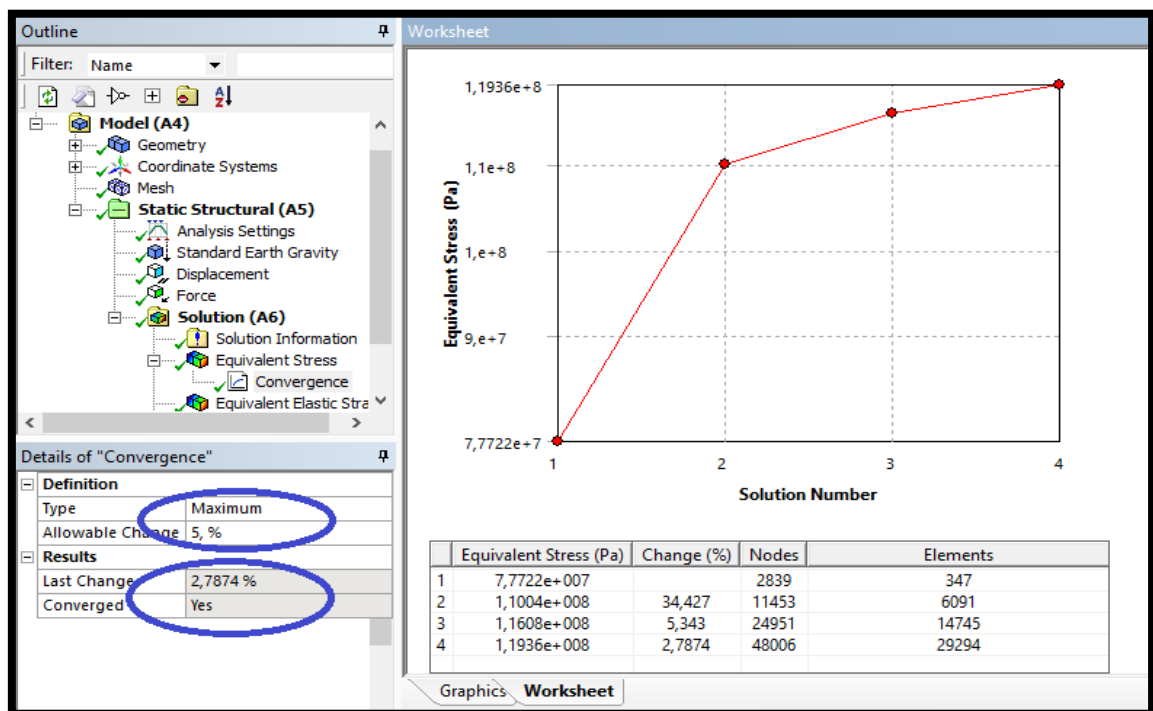 Outline
Filter: Name
Model (A4)
Geometry
Coordinate Systems
Mesh
Static Structural (A5)
Analysis Settings
Standard Earth Gravity
Displacement
Force
Solution (A6)
Solution Information
Equivalent Stress
Convergence
Equivalent Elastic Stra
Details of "Convergence"
Definition
Type Maximum
Allowable Change 5, %
Results
Last Change 2,7874 %
Converged Yes
Worksheet
1,1936e+8
1,1e+8
1,e+8
9,e+7
7,7722e+7
Equivalent Stress (Pa)
1 2 3 4
Solution Number
Equivalent Stress (Pa) Change (%) Nodes Elements
1 7,7722e+007 2839 347
2 1,1004e+008 34,427 11453 6091
3 1,1608e+008 5,343 24951 14745
4 1,1936e+008 2,7874 48006 29294
Graphics Worksheet